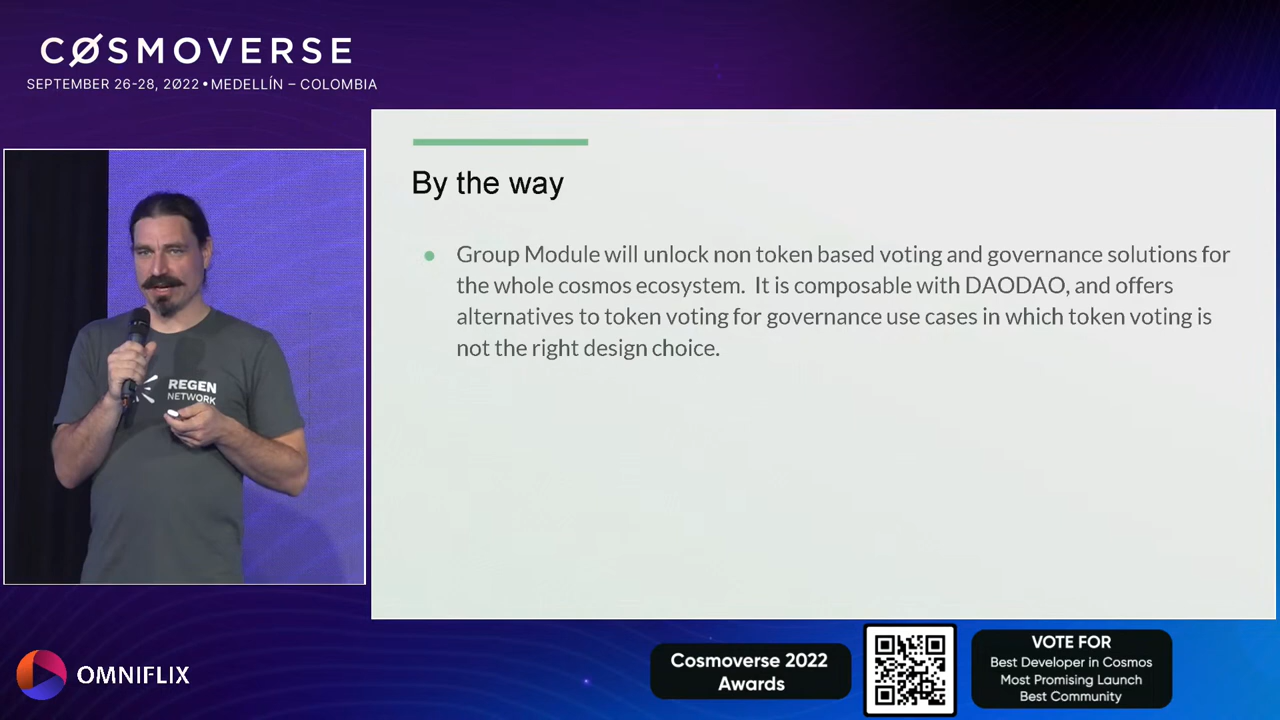 CØSMOVERSE
SEPTEMBER 26-28, 2Ø22 • MEDELLÍN – COLOMBIA
By the way
● Group Module will unlock non token based voting and governance solutions for
the whole cosmos ecosystem.  It is composable with DAODAO, and offers
alternatives to token voting for governance use cases in which token voting is
not the right design choice.
REGEN
NETWORK
OMNIFLIX
Cosmoverse 2022
Awards
VOTE FOR
Best Developer in Cosmos
Most Promising Launch
Best Community